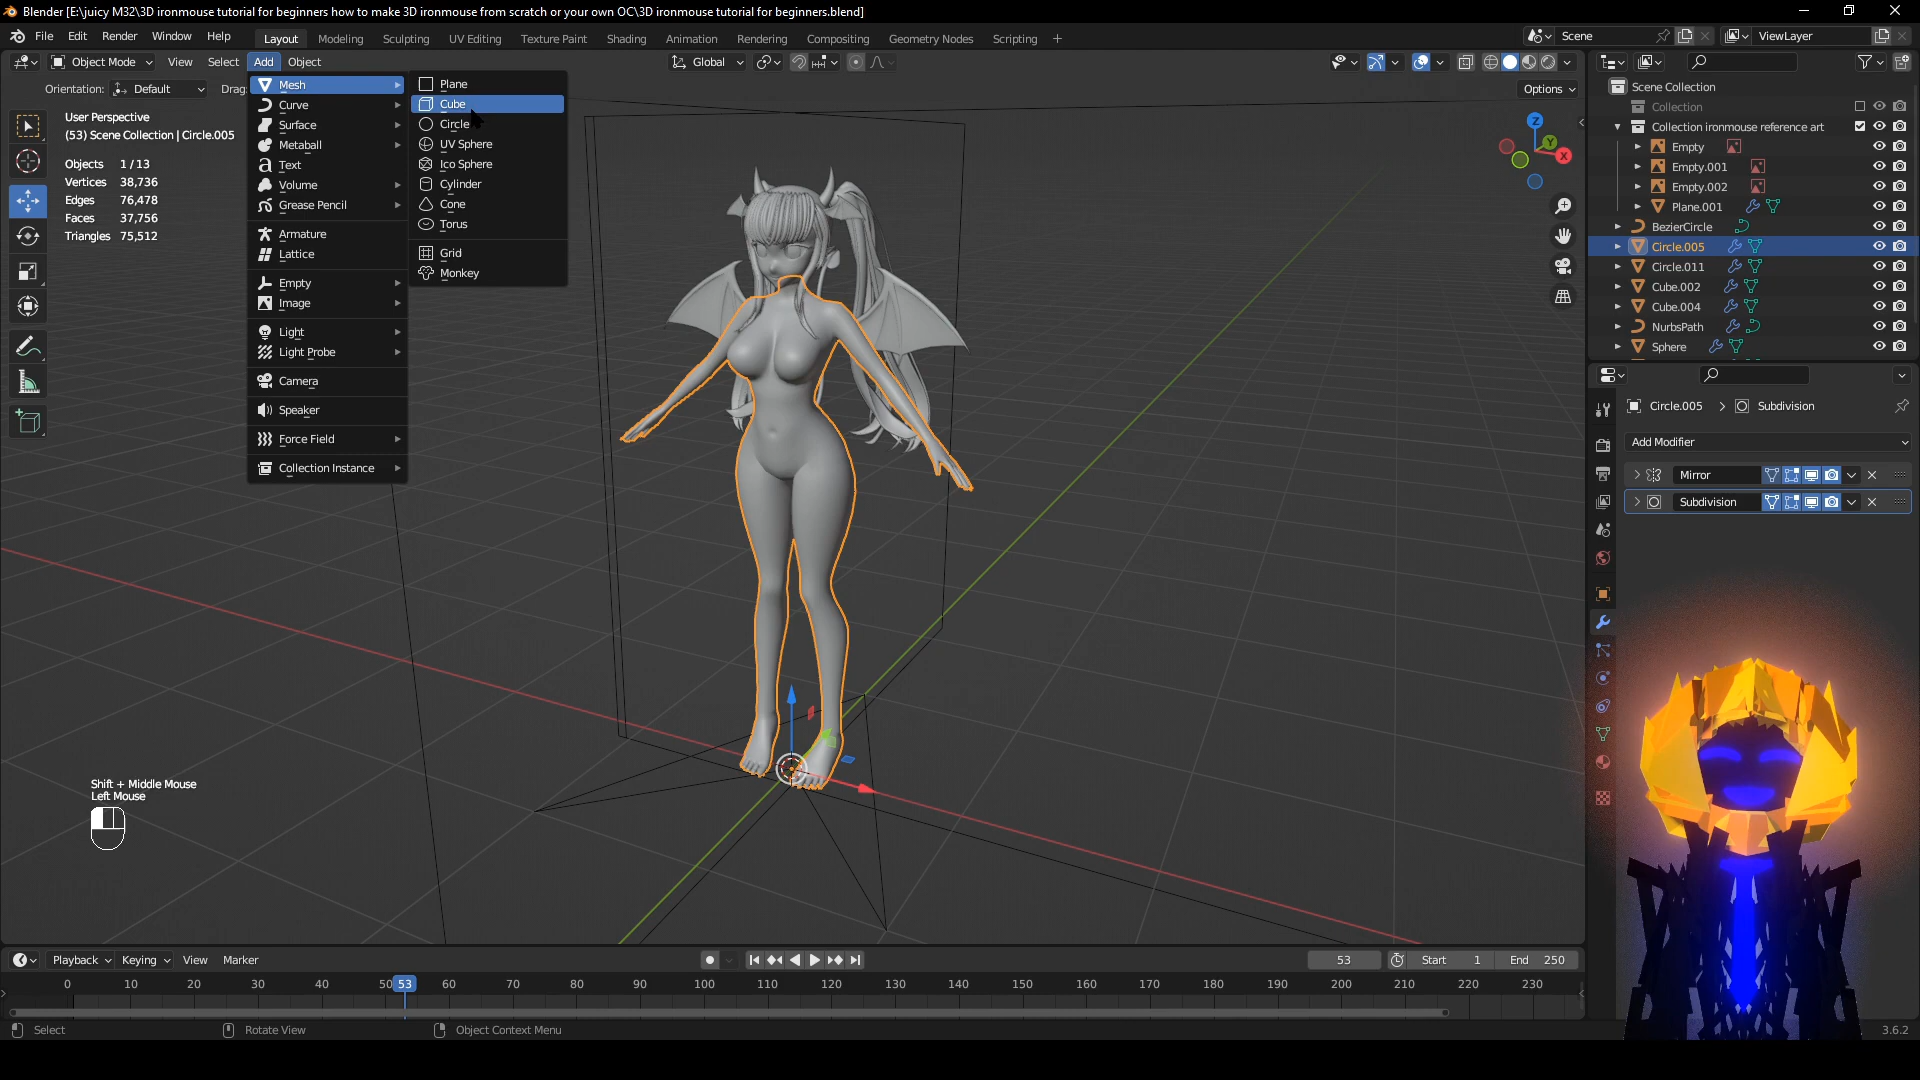 Blender [E:\juicy M32\3D ironmouse tutorial for beginners how to make 3D ironmouse from scratch or your own OC\3D ironmouse tutorial for beginners.blend]
File Edit Render Window Help Layout Modeling Sculpting UV Editing Texture Paint Shading Animation Rendering Compositing Geometry Nodes Scripting + Scene ViewLayer
Object Mode View Select Add Object Global
Orientation: Default Drag: Options
User Perspective
(53) Scene Collection | Circle.005
Objects 1/13
Vertices 38,736
Edges 76,478
Faces 37,756
Triangles 75,512
Mesh
Curve
Surface
Metaball
Text
Volume
Grease Pencil
Armature
Lattice
Empty
Image
Light
Light Probe
Camera
Speaker
Force Field
Collection Instance
Plane
Cube
Circle
UV Sphere
Ico Sphere
Cylinder
Cone
Torus
Grid
Monkey
Z
Y
X
Scene Collection
Collection
Collection ironmouse reference art
Empty
Empty.001
Empty.002
Plane.001
BezierCircle
Circle.005
Circle.011
Cube.002
Cube.004
NurbsPath
Sphere
Circle.005 > Subdivision
Add Modifier
Mirror
Subdivision
Shift + Middle Mouse
Left Mouse
Playback Keying View Marker 53 Start 1 End 250
0 10 20 30 40 50 53 60 70 80 90 100 110 120 130 140 150 160 170 180 190 200 210 220 230
Select Rotate View Object Context Menu 3.6.2